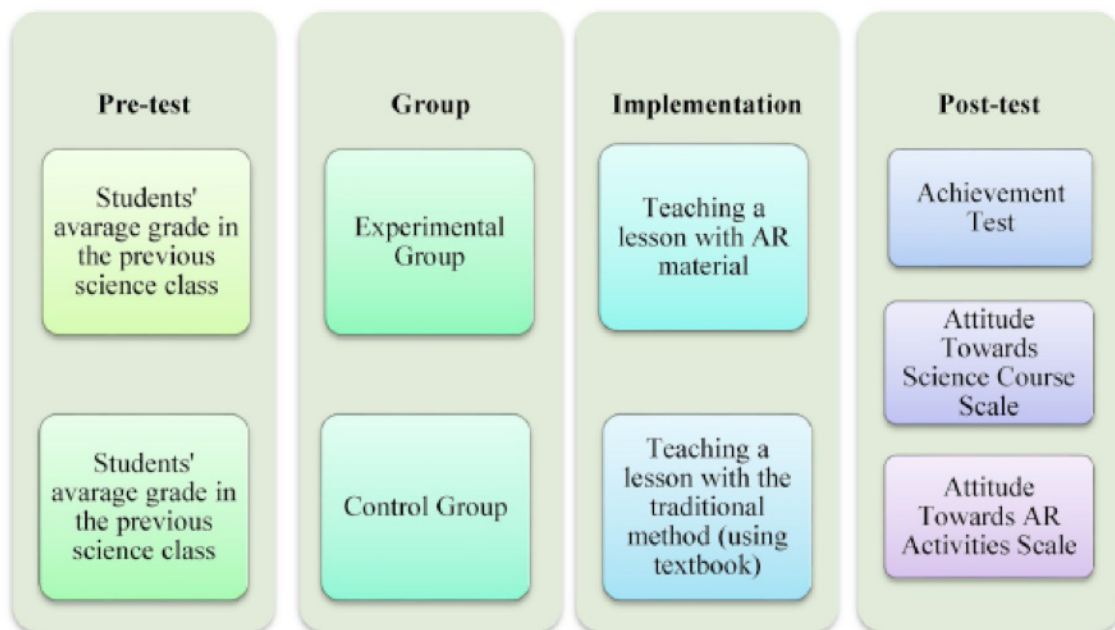 Pre-test
Students'
avarage grade in
the previous
science class
Students'
avarage grade in
the previous
science class
Group
Experimental
Group
Control Group
Implementation
Teaching a
lesson with AR
material
Teaching a
lesson with the
traditional
method (using
textbook)
Post-test
Achievement
Test
Attitude
Towards
Science Course
Scale
Attitude
Towards AR
Activities Scale